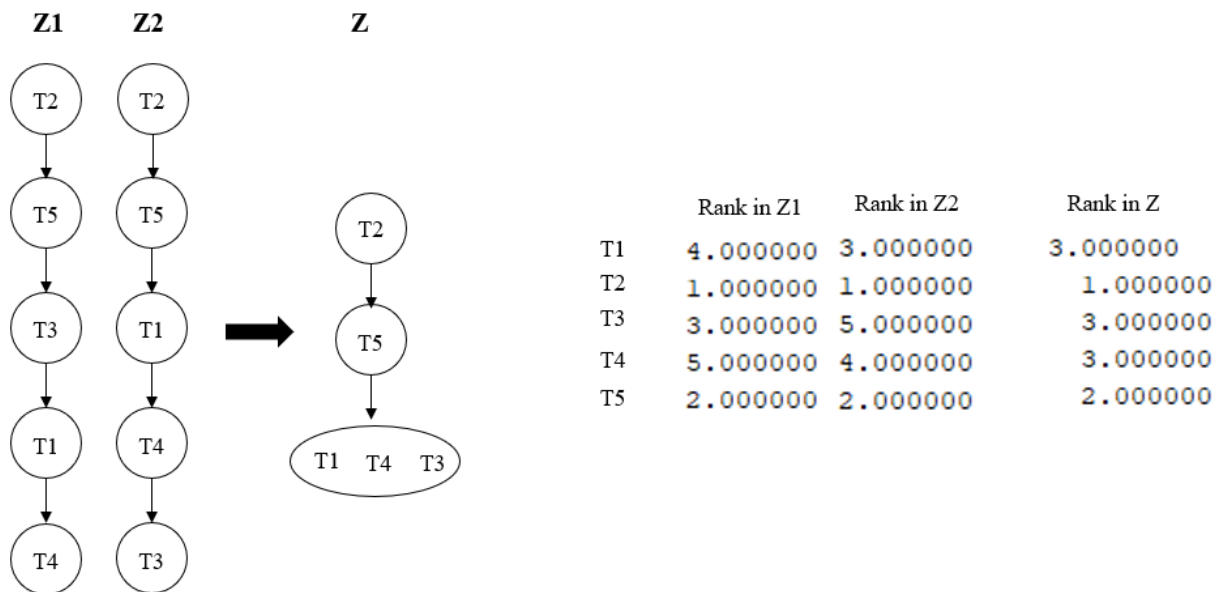 Z1 Z2 Z
T2 T2
T5 T5
T3 T1
T1 T4
T4 T3
T2
T5
T1 T4 T3
Rank in Z1 Rank in Z2 Rank in Z
T1 4.000000 3.000000 3.000000
T2 1.000000 1.000000 1.000000
T3 3.000000 5.000000 3.000000
T4 5.000000 4.000000 3.000000
T5 2.000000 2.000000 2.000000